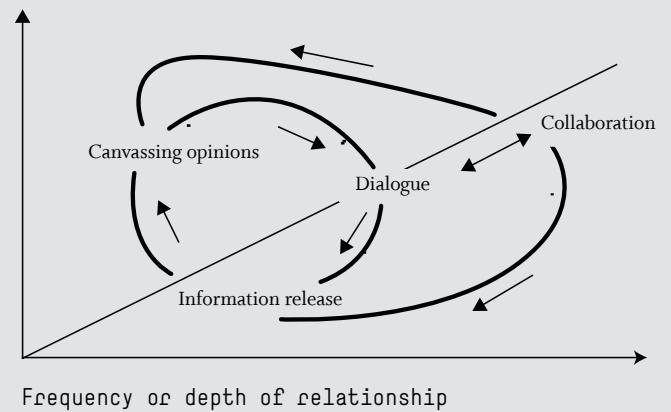 Collaboration
Canvassing opinions
Dialogue
Information release
Frequency or depth of relationship